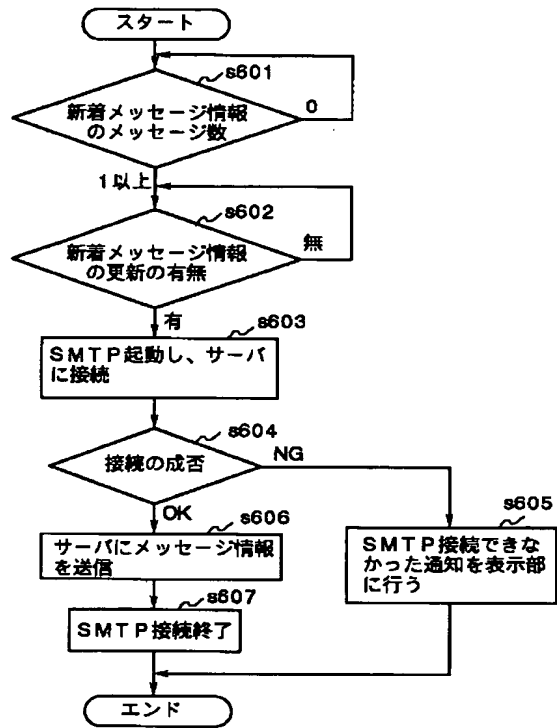 スタート
s601
新着メッセージ情報
のメッセージ数
0
1以上
s602
新着メッセージ情報
の更新の有無
無
有
s603
SMTP起動し、サーバ
に接続
s604
接続の成否
NG
OK
s605
SMTP接続できな
かった通知を表示部
に行う
s606
サーバにメッセージ情報
を送信
s607
SMTP接続終了
エンド